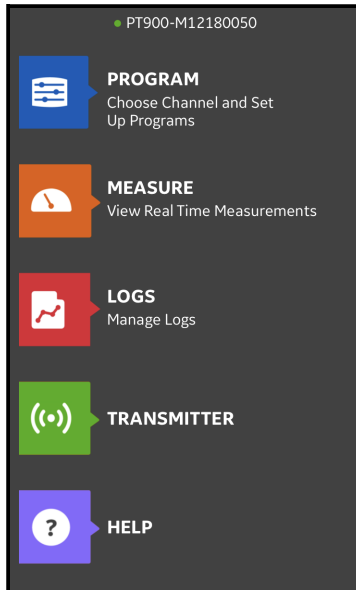 PT900-M12180050
PROGRAM
Choose Channel and Set
Up Programs
MEASURE
View Real Time Measurements
LOGS
Manage Logs
TRANSMITTER
?
HELP